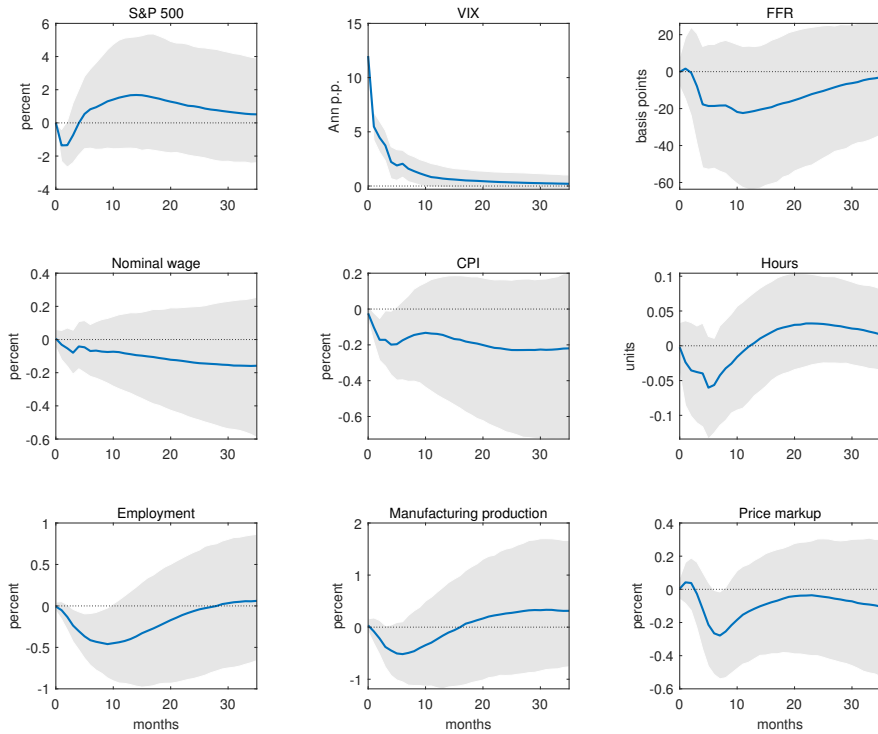 S&P 500
VIX
FFR
percent
6
4
2
0
-2
-4
0 10 20 30
Ann p.p.
15
10
5
0
0 10 20 30
basis points
20
0
-20
-40
-60
0 10 20 30
Nominal wage
CPI
Hours
percent
0.4
0.2
0
-0.2
-0.4
-0.6
0 10 20 30
percent
0.2
0
-0.2
-0.4
-0.6
0 10 20 30
units
0.1
0.05
0
-0.05
-0.1
0 10 20 30
Employment
Manufacturing production
Price markup
percent
1
0.5
0
-0.5
-1
0 10 20 30
months
percent
2
1
0
-1
0 10 20 30
months
percent
0.4
0.2
0
-0.2
-0.4
-0.6
0 10 20 30
months